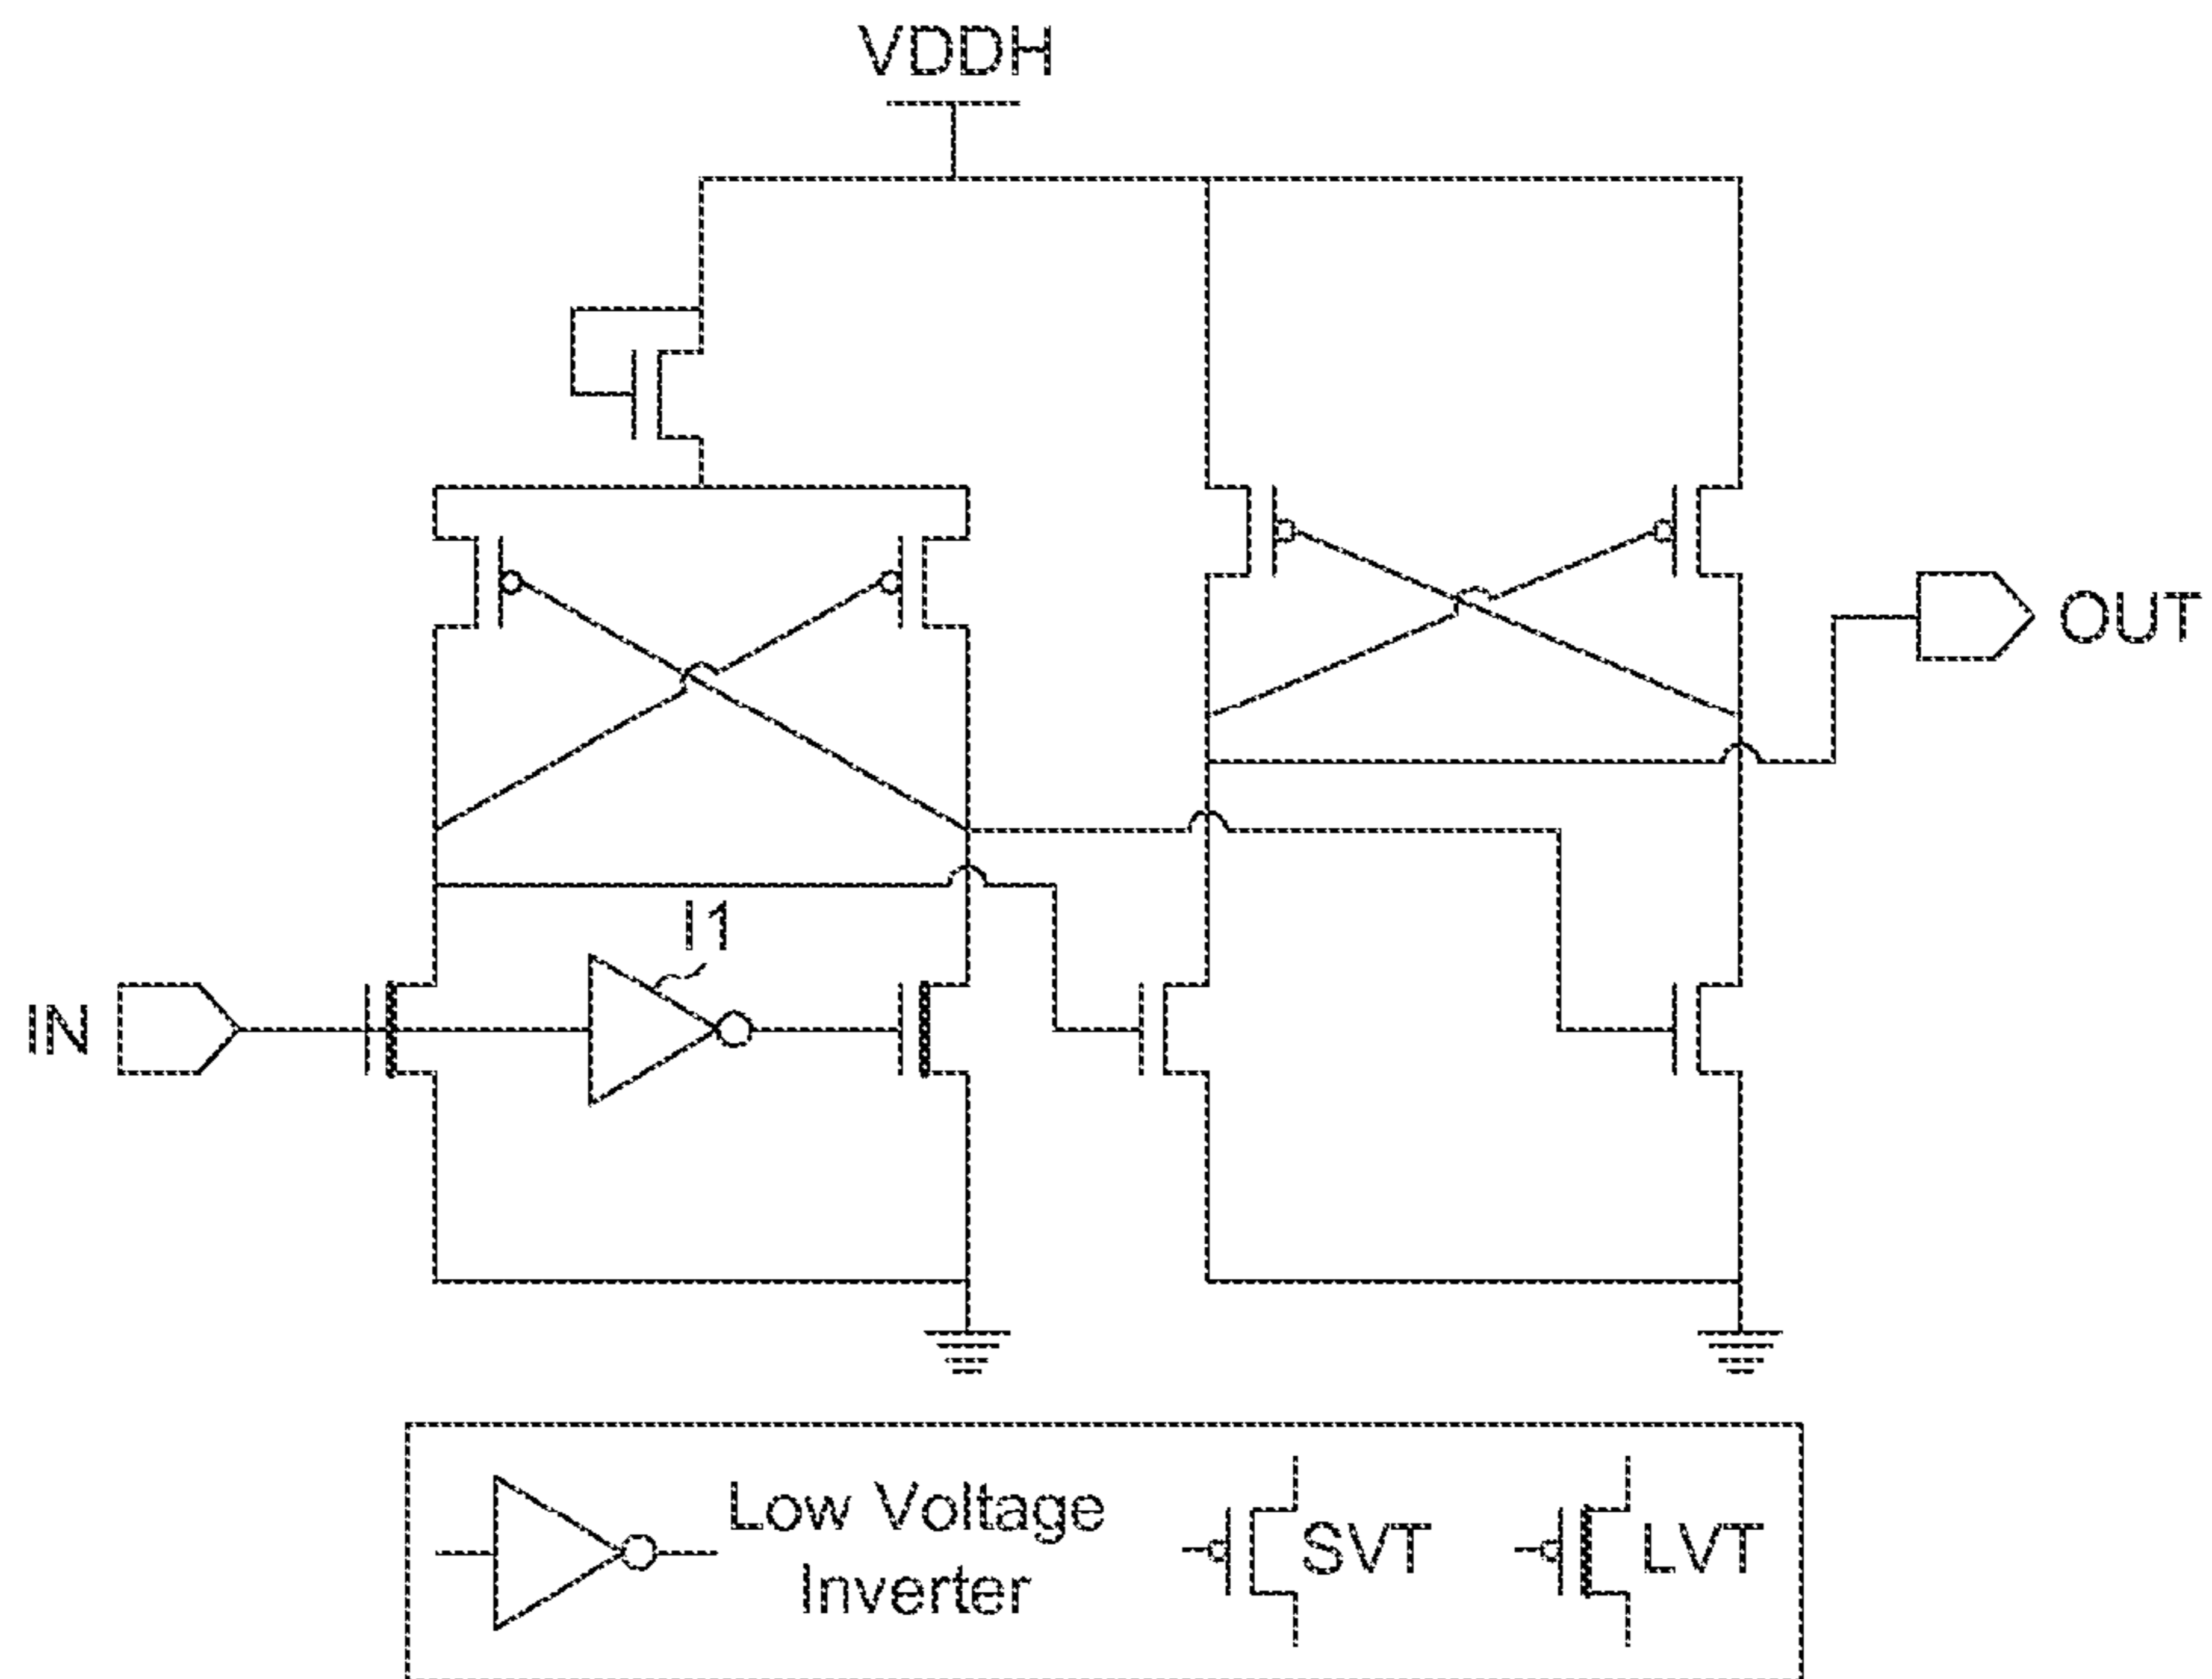 VDDH
OUT
I1
IN
Low Voltage
Inverter
SVT
LVT